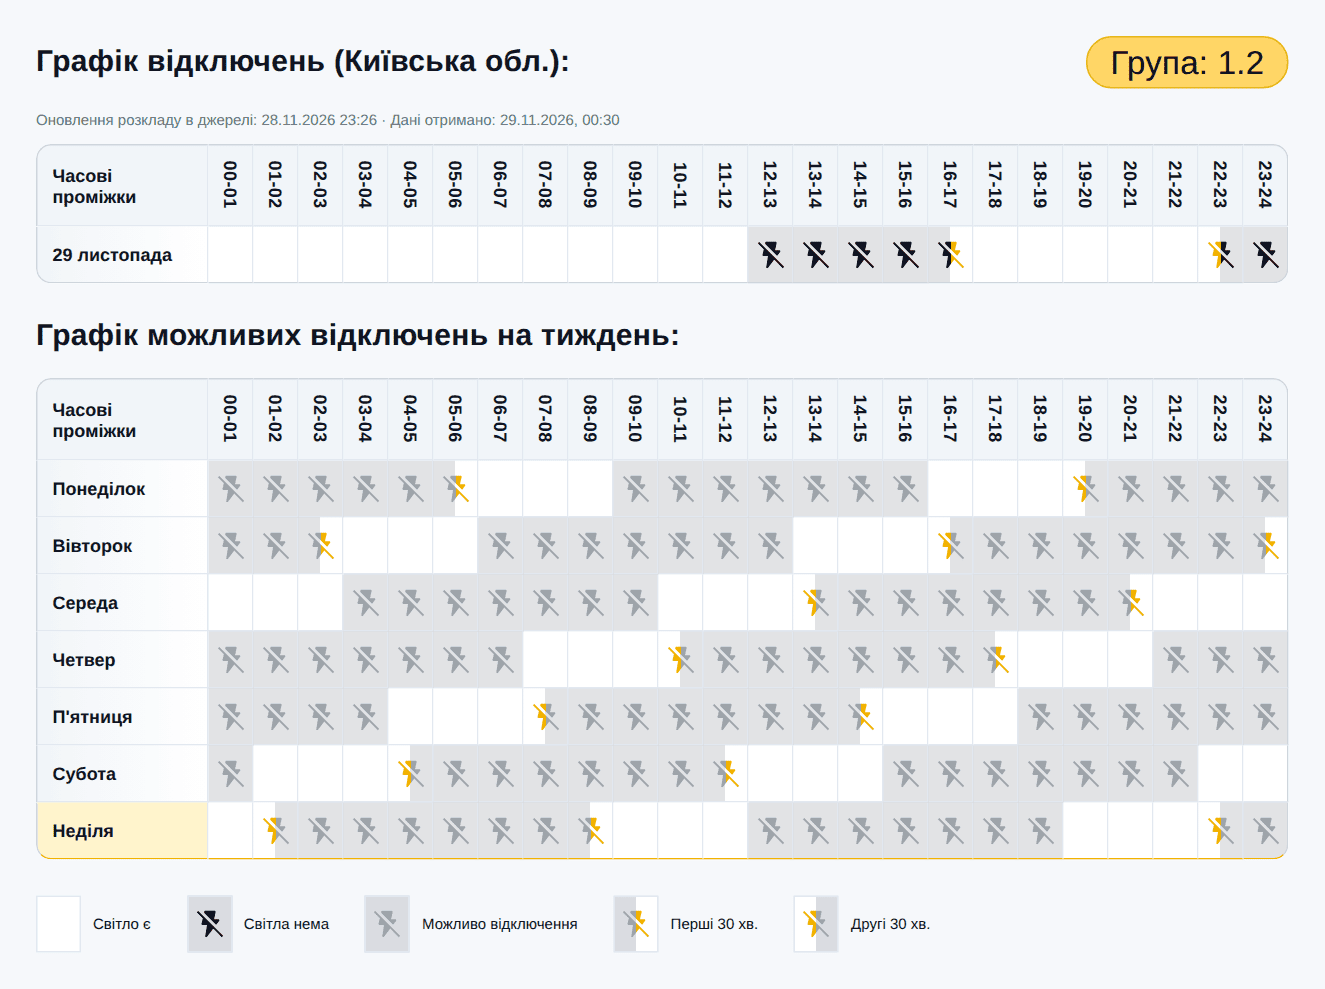 Графік відключень (Київська обл.):
Група: 1.2
Оновлення розкладу в джерелі: 28.11.2026 23:26 · Дані отримано: 29.11.2026, 00:30
Часові проміжки 00-01 01-02 02-03 03-04 04-05 05-06 06-07 07-08 08-09 09-10 10-11 11-12 12-13 13-14 14-15 15-16 16-17 17-18 18-19 19-20 20-21 21-22 22-23 23-24
29 листопада
Графік можливих відключень на тиждень:
Часові проміжки 00-01 01-02 02-03 03-04 04-05 05-06 06-07 07-08 08-09 09-10 10-11 11-12 12-13 13-14 14-15 15-16 16-17 17-18 18-19 19-20 20-21 21-22 22-23 23-24
Понеділок
Вівторок
Середа
Четвер
П'ятниця
Субота
Неділя
Світло є Світла нема Можливо відключення Перші 30 хв. Другі 30 хв.